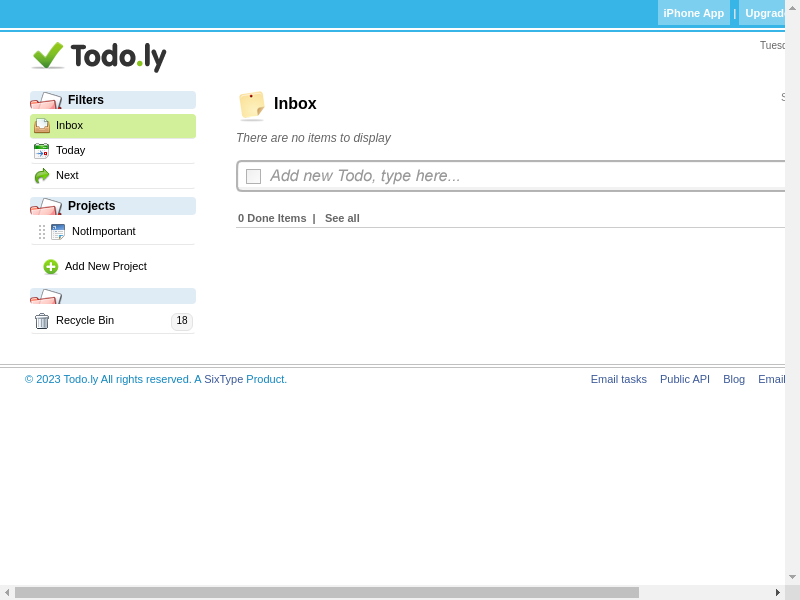 iPhone App | Upgrad
Tuesd
Todo.ly
Filters
Inbox
Today
Next
Projects
NotImportant
Add New Project
Recycle Bin 18
Inbox
There are no items to display
Add new Todo, type here...
0 Done Items | See all
© 2023 Todo.ly All rights reserved. A SixType Product.
Email tasks Public API Blog Email